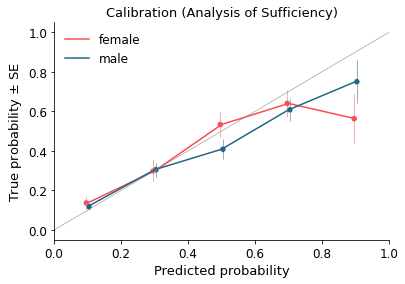 Calibration (Analysis of Sufficiency)
1.0
female
male
0.8
0.6
0.4
0.2
0.0
True probability ± SE
0.0 0.2 0.4 0.6 0.8 1.0
Predicted probability